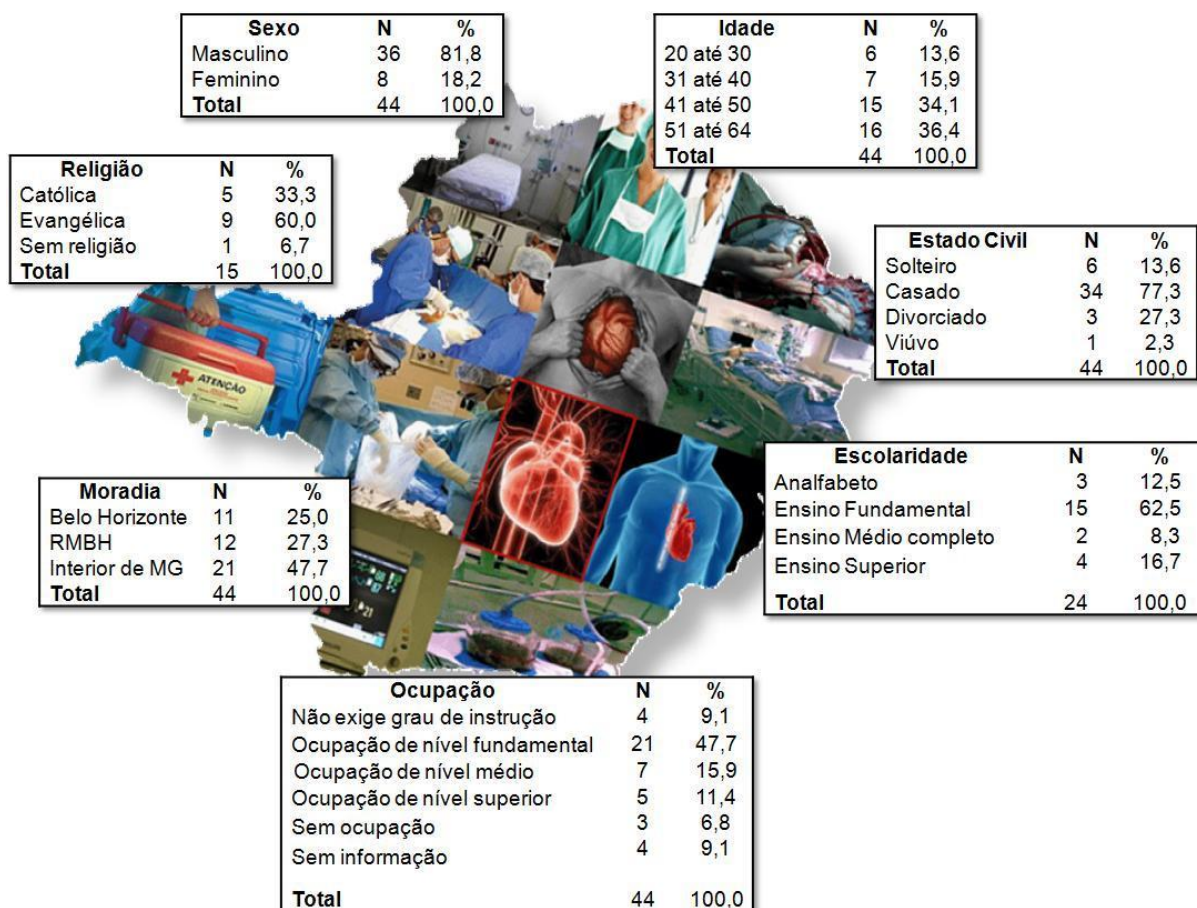 Sexo N %
Masculino 36 81,8
Feminino 8 18,2
Total 44 100,0
Idade N %
20 até 30 6 13,6
31 até 40 7 15,9
41 até 50 15 34,1
51 até 64 16 36,4
Total 44 100,0
Religião N %
Católica 5 33,3
Evangélica 9 60,0
Sem religião 1 6,7
Total 15 100,0
Estado Civil N %
Solteiro 6 13,6
Casado 34 77,3
Divorciado 3 27,3
Viúvo 1 2,3
Total 44 100,0
ATENÇÃO
Escolaridade N %
Analfabeto 3 12,5
Ensino Fundamental 15 62,5
Ensino Médio completo 2 8,3
Ensino Superior 4 16,7
Total 24 100,0
Moradia N %
Belo Horizonte 11 25,0
RMBH 12 27,3
Interior de MG 21 47,7
Total 44 100,0
Ocupação N %
Não exige grau de instrução 4 9,1
Ocupação de nível fundamental 21 47,7
Ocupação de nível médio 7 15,9
Ocupação de nível superior 5 11,4
Sem ocupação 3 6,8
Sem informação 4 9,1
Total 44 100,0